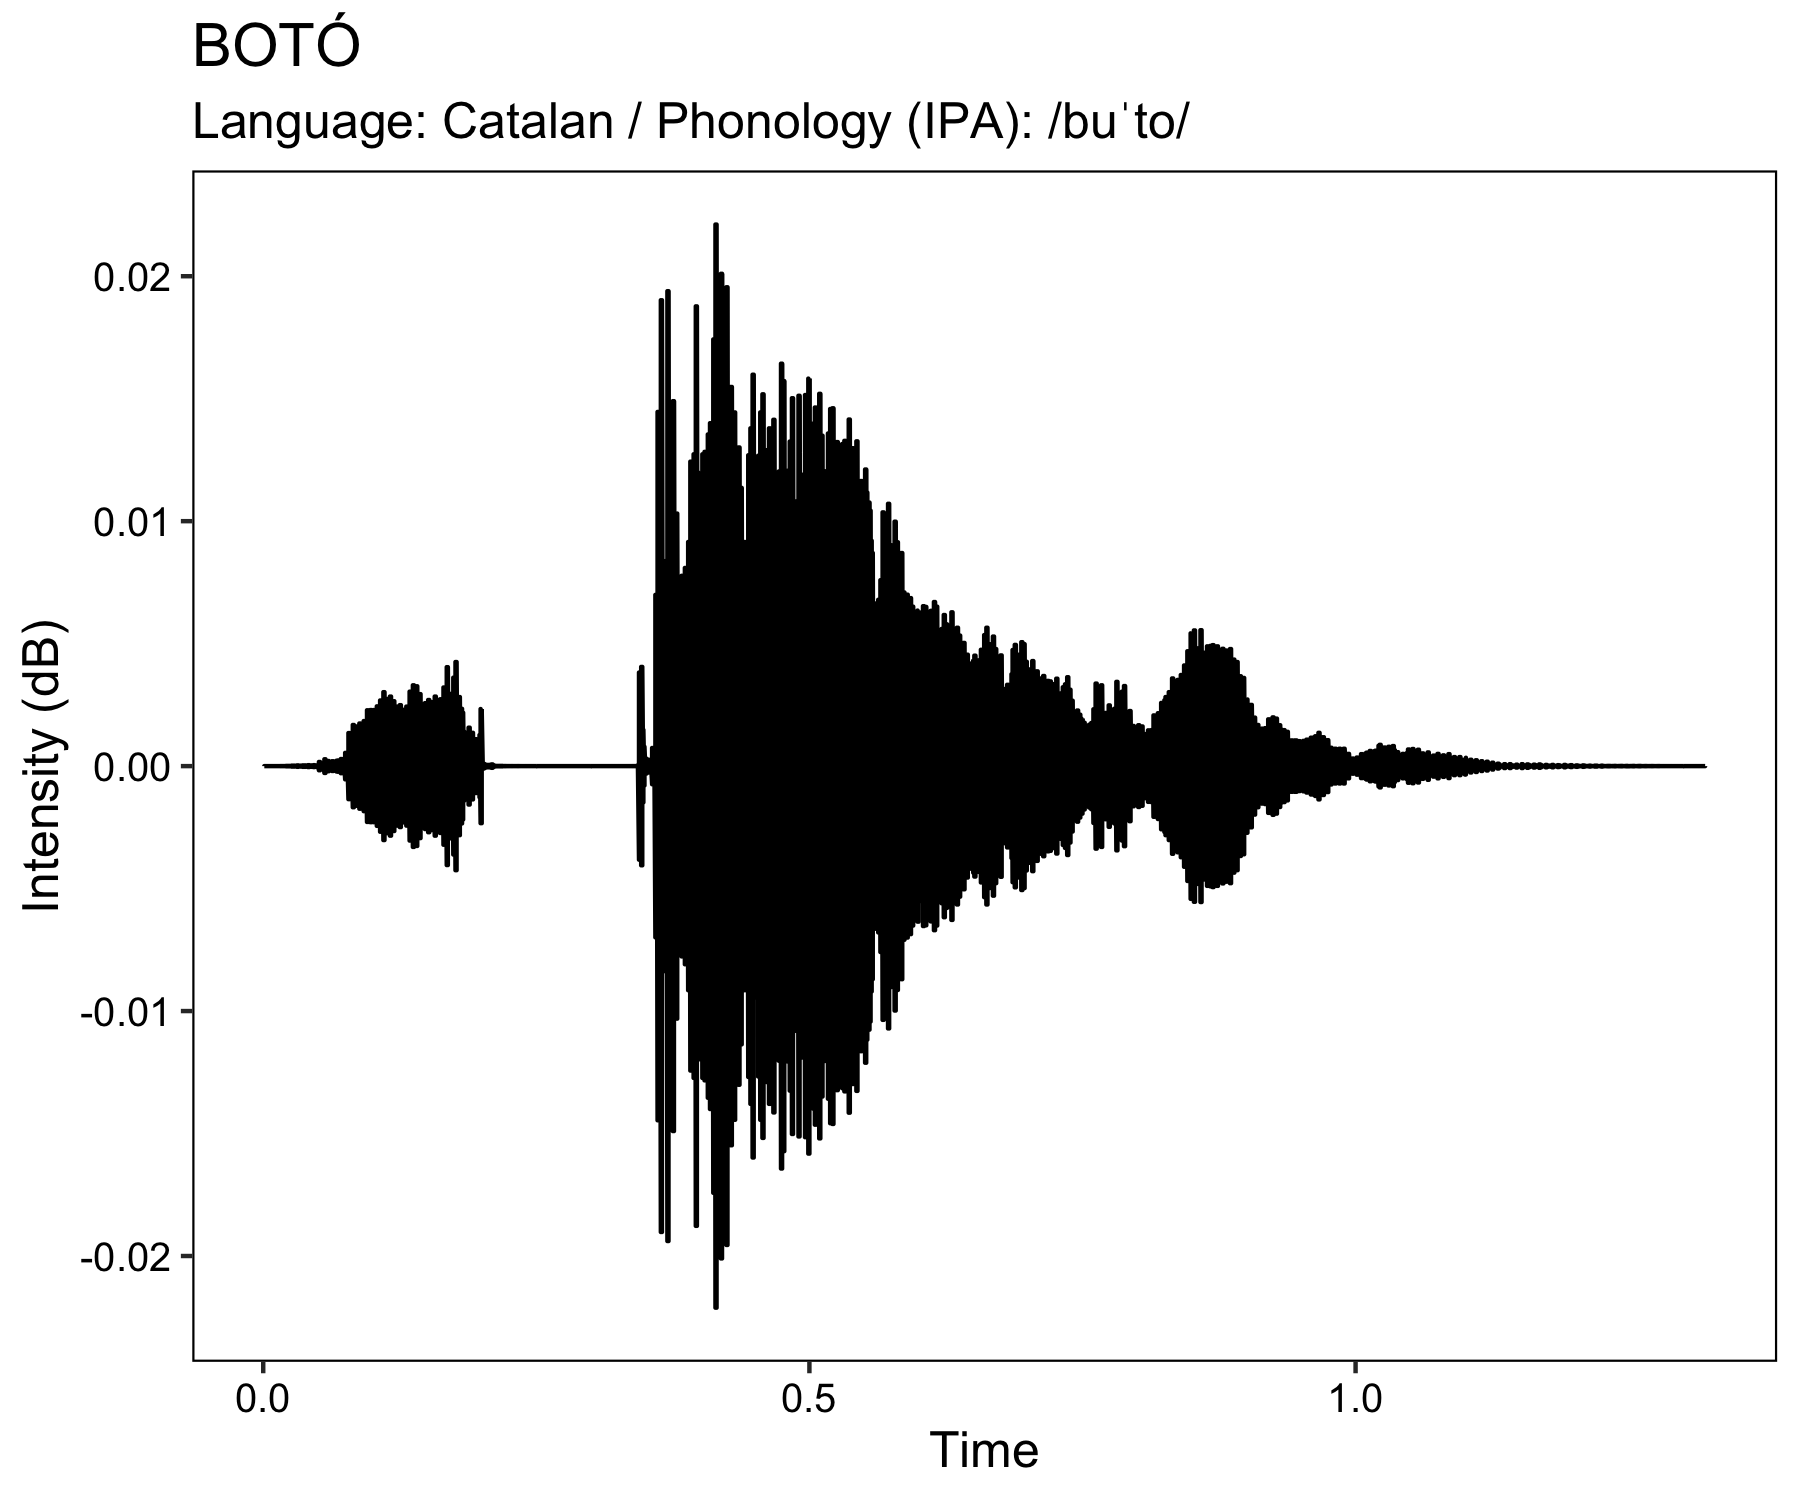 BOTÓ
Language: Catalan / Phonology (IPA): /buˈto/
0.02
0.01
0.00
-0.01
-0.02
Intensity (dB)
0.0 0.5 1.0
Time